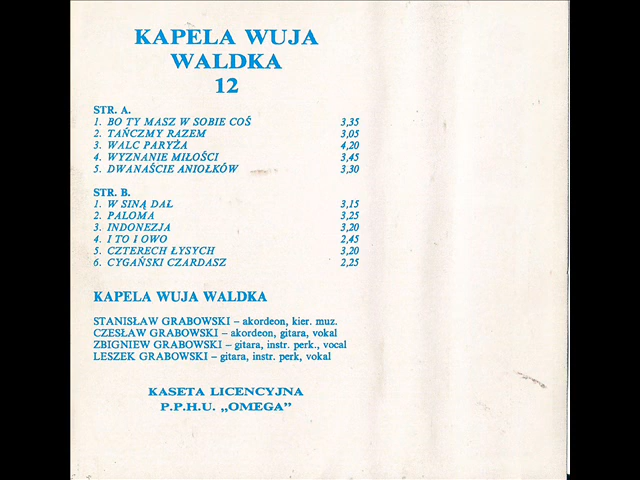 KAPELA WUJA
WALDKA
12
STR. A.
1. BO TY MASZ W SOBIE COŚ 3,35
2. TAŃCZMY RAZEM 3,05
3. WALC PARYŻA 4,20
4. WYZNANIE MIŁOŚCI 3,45
5. DWANAŚCIE ANIOŁKÓW 3,30
STR. B.
1. W SINĄ DAL 3,15
2. PALOMA 3,25
3. INDONEZJA 3,20
4. I TO I OWO 2,45
5. CZTERECH ŁYSYCH 3,20
6. CYGAŃSKI CZARDASZ 2,25
KAPELA WUJA WALDKA
STANISŁAW GRABOWSKI – akordeon, kier. muz.
CZESŁAW GRABOWSKI – akordeon, gitara, vokal
ZBIGNIEW GRABOWSKI – gitara, instr. perk., vocal
LESZEK GRABOWSKI – gitara, instr. perk, vokal
KASETA LICENCYJNA
P.P.H.U. „OMEGA”